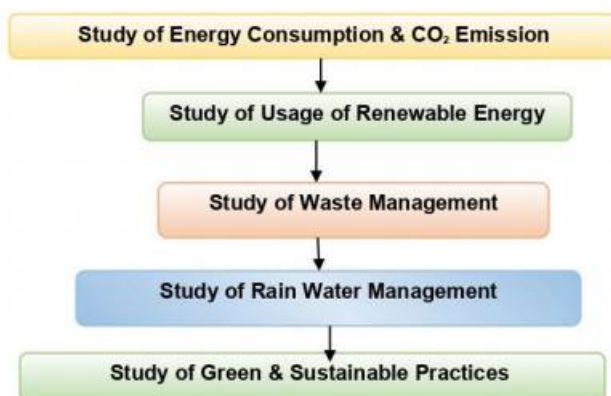 Study of Energy Consumption & CO₂ Emission
Study of Usage of Renewable Energy
Study of Waste Management
Study of Rain Water Management
Study of Green & Sustainable Practices